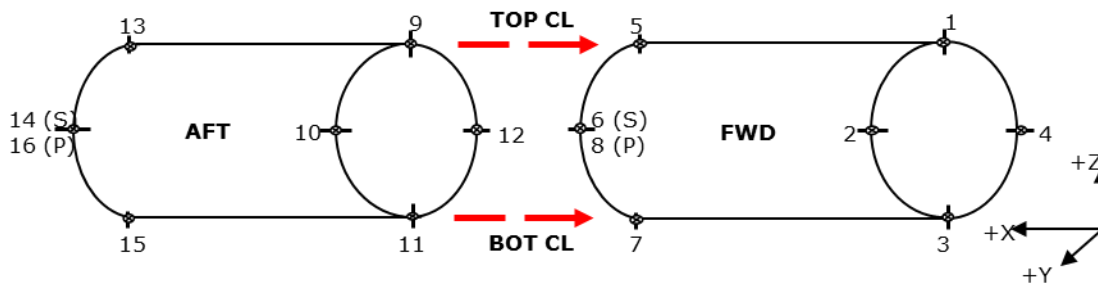 TOP CL
13
9
5
1
14 (S)
16 (P)
AFT
10
12
6 (S)
8 (P)
FWD
2
4
+Z
15
11
BOT CL
7
3
+X
+Y